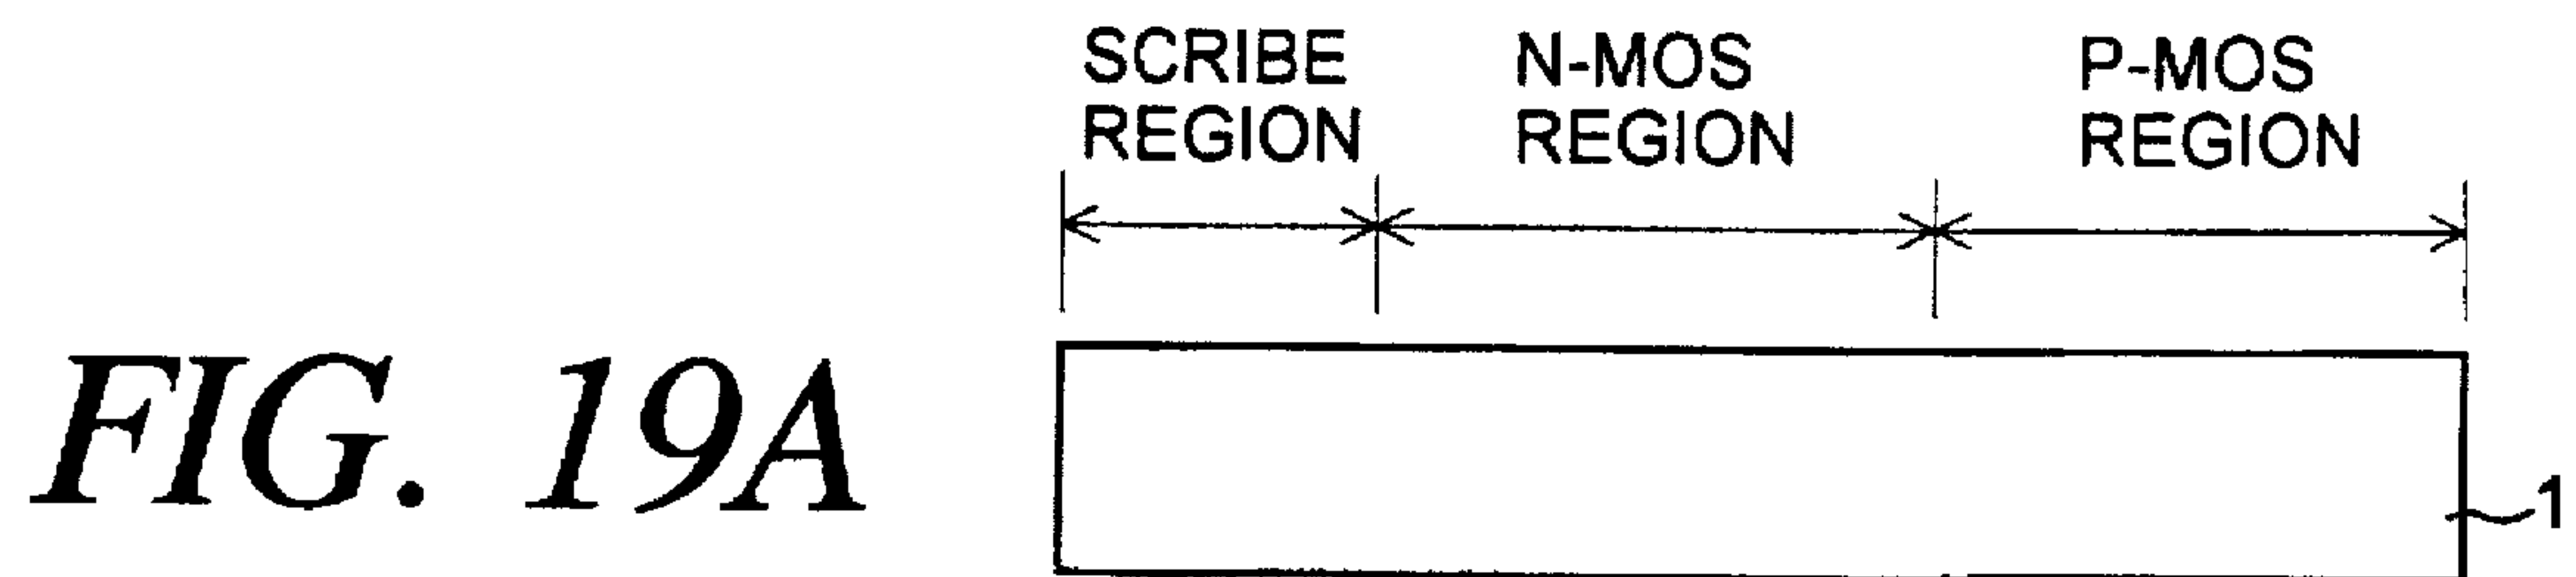 SCRIBE
REGION
N-MOS
REGION
P-MOS
REGION
FIG. 19A
1